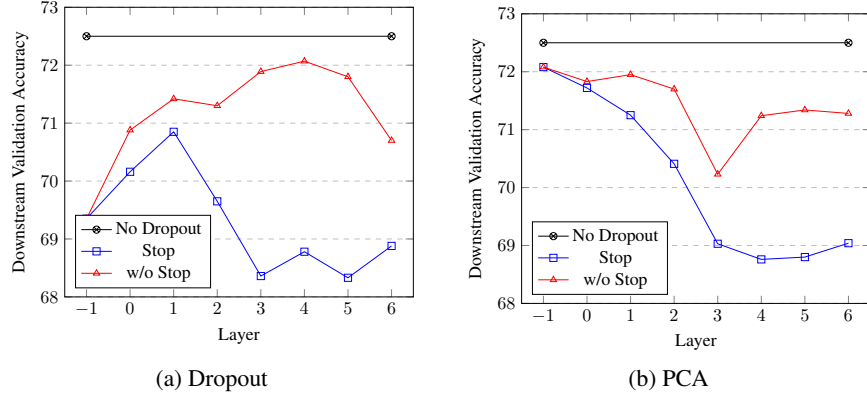 73
72
71
70
69
68
−1 0 1 2 3 4 5 6
Downstream Validation Accuracy
Layer
No Dropout
Stop
w/o Stop
(a) Dropout
73
72
71
70
69
68
−1 0 1 2 3 4 5 6
Downstream Validation Accuracy
Layer
No Dropout
Stop
w/o Stop
(b) PCA